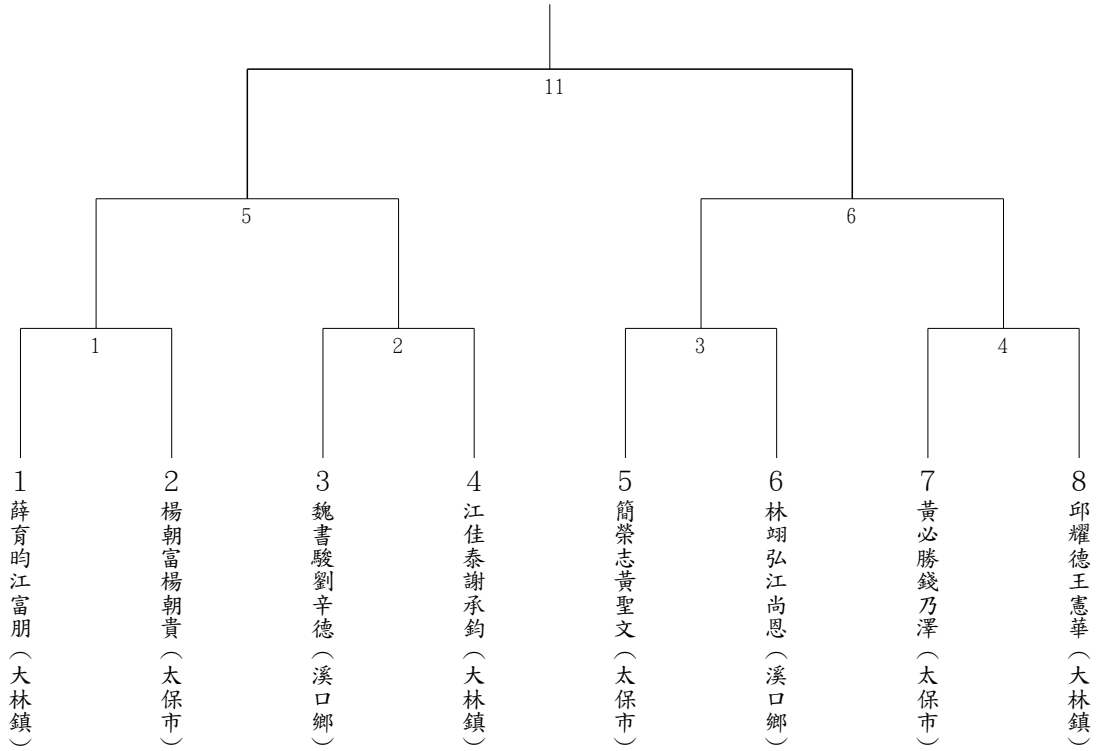 11
5
6
1
2
3
4
1
薛育昀江富朋(大林鎮)
2
楊朝富楊朝貴(太保市)
3
魏書駿劉辛德(溪口鄉)
4
江佳泰謝承鈞(大林鎮)
5
簡榮志黃聖文(太保市)
6
林翊弘江尚恩(溪口鄉)
7
黃必勝錢乃澤(太保市)
8
邱耀德王憲華(大林鎮)